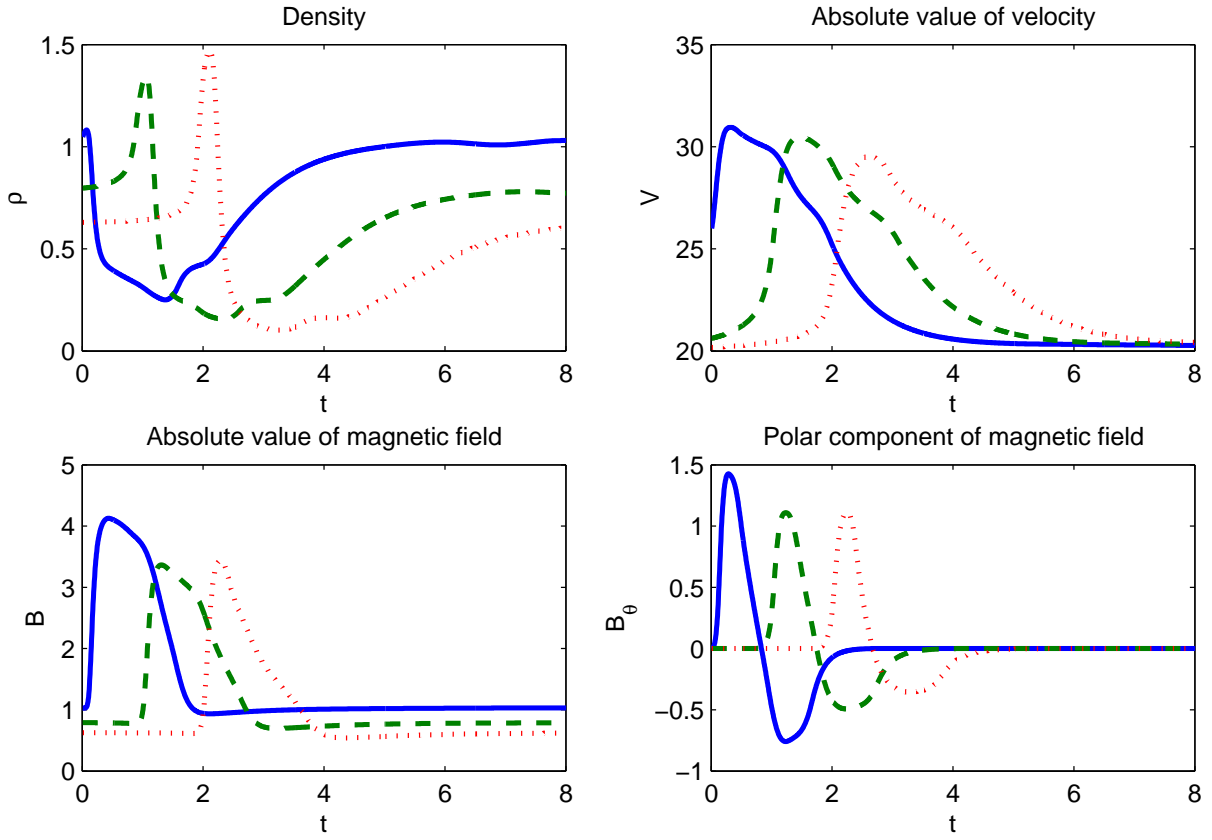 Density
1.5
1
0.5
0
ρ
0 2 4 6 8
t
Absolute value of velocity
35
30
25
20
V
0 2 4 6 8
t
Absolute value of magnetic field
5
4
3
2
1
0
B
0 2 4 6 8
t
Polar component of magnetic field
1.5
1
0.5
0
−0.5
−1
B_θ
0 2 4 6 8
t